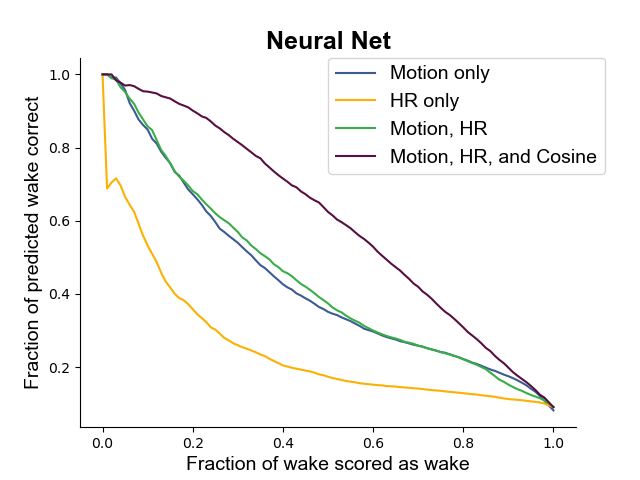 Neural Net
Motion only
HR only
Motion, HR
Motion, HR, and Cosine
Fraction of predicted wake correct
1.0
0.8
0.6
0.4
0.2
0.0 0.2 0.4 0.6 0.8 1.0
Fraction of wake scored as wake